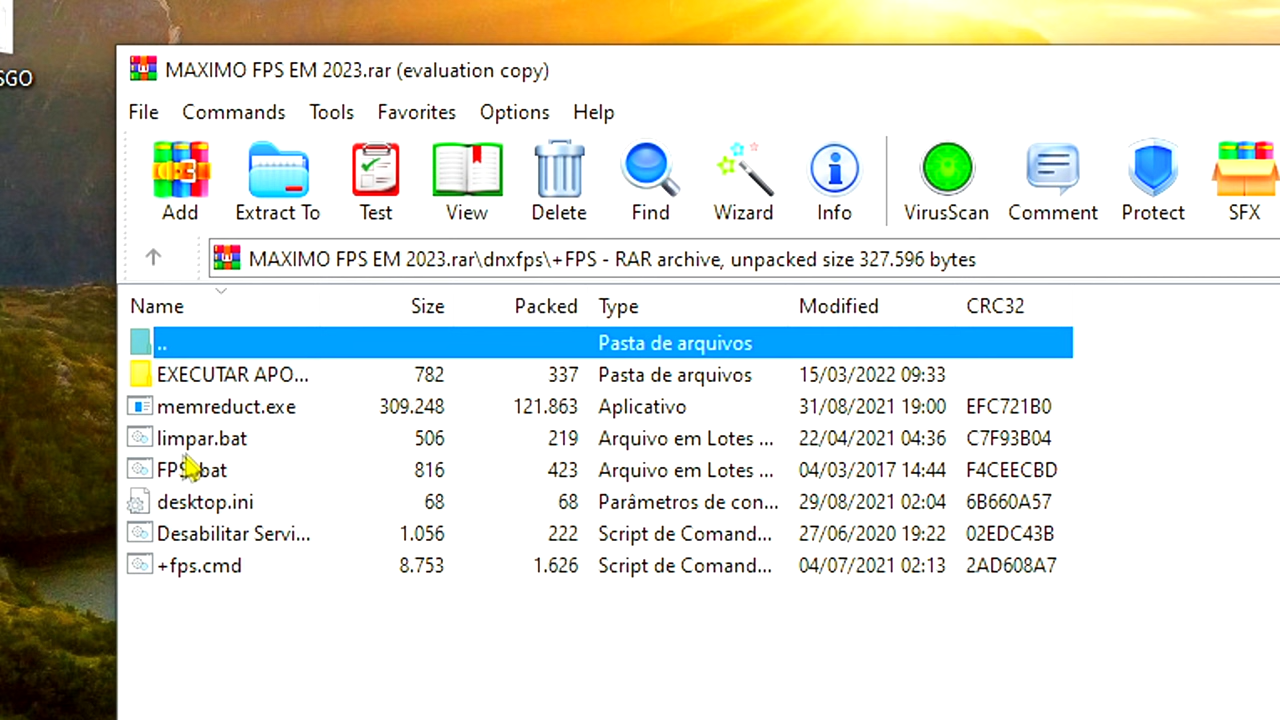 SGO
MAXIMO FPS EM 2023.rar (evaluation copy)
File Commands Tools Favorites Options Help
Add Extract To Test View Delete Find Wizard Info VirusScan Comment Protect SFX
MAXIMO FPS EM 2023.rar\dnxfps\+FPS - RAR archive, unpacked size 327.596 bytes
Name Size Packed Type Modified CRC32
.. Pasta de arquivos
EXECUTAR APO... 782 337 Pasta de arquivos 15/03/2022 09:33
memreduct.exe 309.248 121.863 Aplicativo 31/08/2021 19:00 EFC721B0
limpar.bat 506 219 Arquivo em Lotes ... 22/04/2021 04:36 C7F93B04
FPS.bat 816 423 Arquivo em Lotes ... 04/03/2017 14:44 F4CEECBD
desktop.ini 68 68 Parâmetros de con... 29/08/2021 02:04 6B660A57
Desabilitar Servi... 1.056 222 Script de Comand... 27/06/2020 19:22 02EDC43B
+fps.cmd 8.753 1.626 Script de Comand... 04/07/2021 02:13 2AD608A7